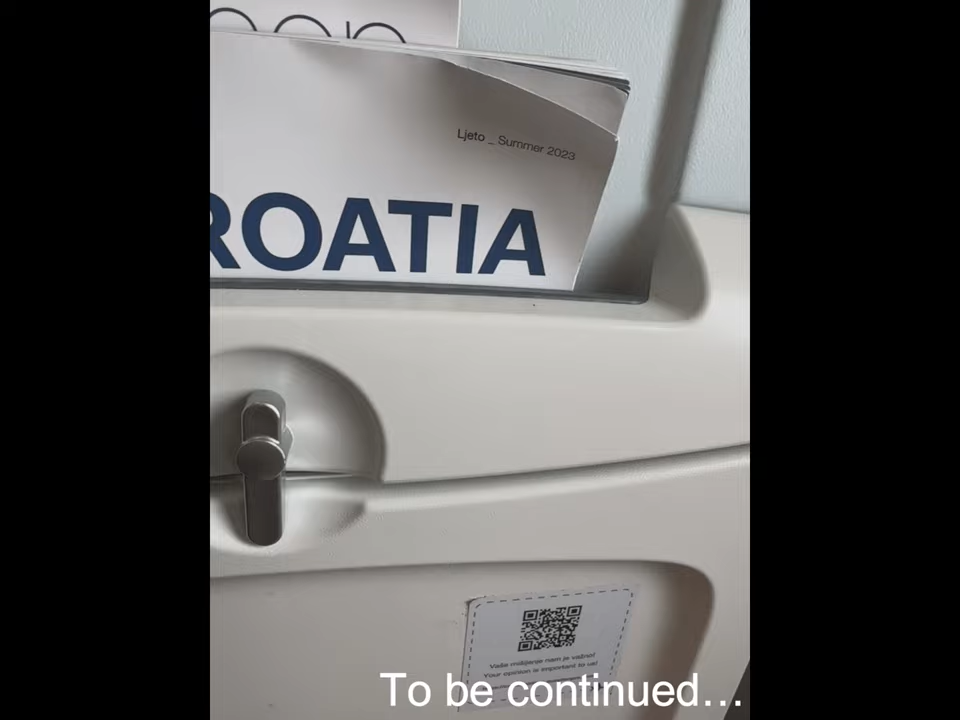 Ljeto _ Summer 2023
ROATIA
Vaše mišljenje nam je važno!
Your opinion is important to us!
To be continued...